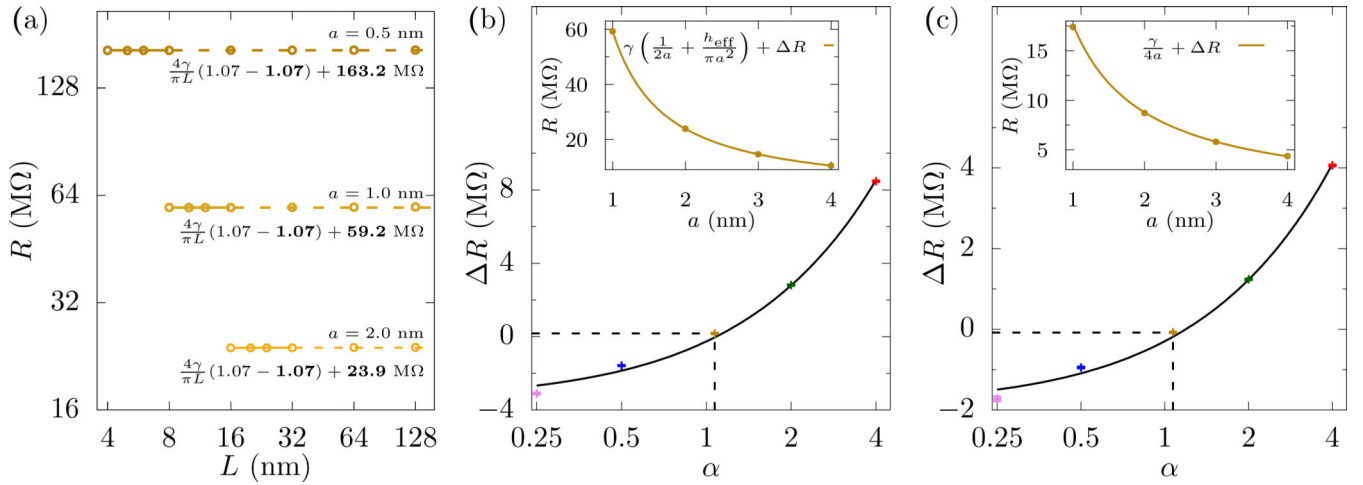 (a)
R (MΩ)
128
64
32
16
a = 0.5 nm
4γ/πL (1.07 − 1.07) + 163.2 MΩ
a = 1.0 nm
4γ/πL (1.07 − 1.07) + 59.2 MΩ
a = 2.0 nm
4γ/πL (1.07 − 1.07) + 23.9 MΩ
4 8 16 32 64 128
L (nm)
(b)
ΔR (MΩ)
8
4
0
−4
0.25 0.5 1 2 4
α
R (MΩ)
60
40
20
γ (1/2a + h_eff/πa²) + ΔR
1 2 3 4
a (nm)
(c)
ΔR (MΩ)
4
2
0
−2
0.25 0.5 1 2 4
α
R (MΩ)
15
10
5
γ/4a + ΔR
1 2 3 4
a (nm)